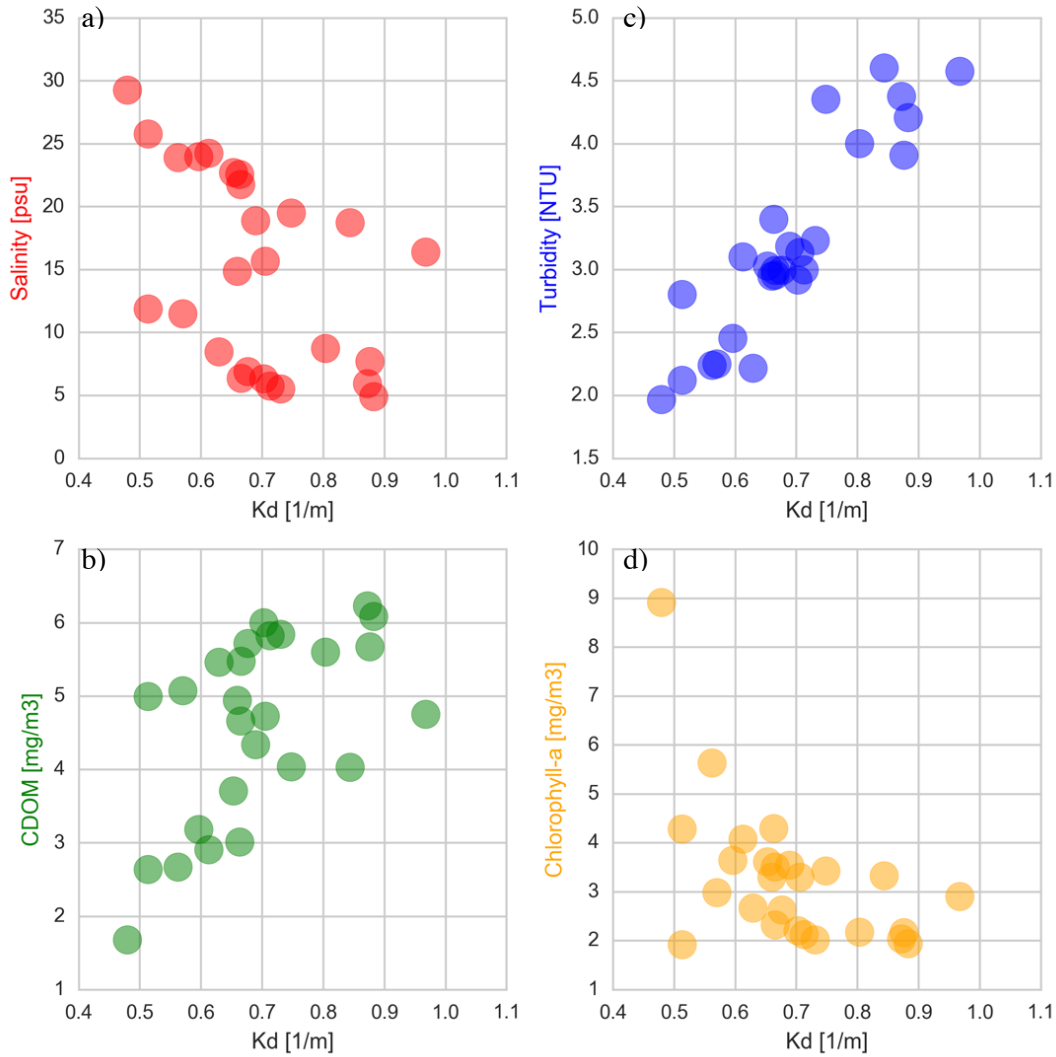 a)
35
30
25
20
15
10
5
0
Salinity [psu]
0.4 0.5 0.6 0.7 0.8 0.9 1.0 1.1
Kd [1/m]
c)
5.0
4.5
4.0
3.5
3.0
2.5
2.0
1.5
Turbidity [NTU]
0.4 0.5 0.6 0.7 0.8 0.9 1.0 1.1
Kd [1/m]
b)
7
6
5
4
3
2
1
CDOM [mg/m3]
0.4 0.5 0.6 0.7 0.8 0.9 1.0 1.1
Kd [1/m]
d)
10
9
8
7
6
5
4
3
2
1
Chlorophyll-a [mg/m3]
0.4 0.5 0.6 0.7 0.8 0.9 1.0 1.1
Kd [1/m]